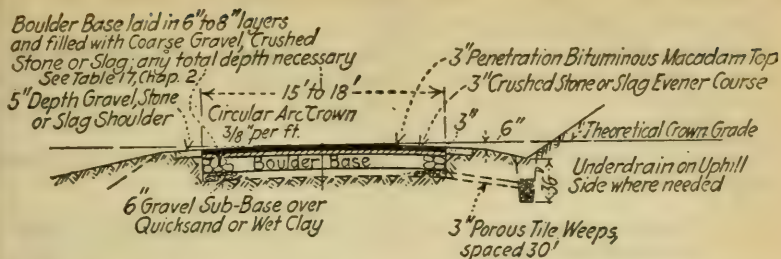 Boulder Base laid in 6" to 8" layers
and filled with Coarse Gravel, Crushed
Stone or Slag; any total depth necessary
See Table 17, Chap. 2
5" Depth Gravel, Stone
or Slag Shoulder
15' to 18'
Circular Arc Crown
3/8" per ft.
3" Penetration Bituminous Macadam Top
3" Crushed Stone or Slag Evener Course
3"
6"
Theoretical Crown Grade
Boulder Base
36"
Underdrain on Uphill
Side where needed
6" Gravel Sub-Base over
Quicksand or Wet Clay
3" Porous Tile Weeps,
spaced 30'